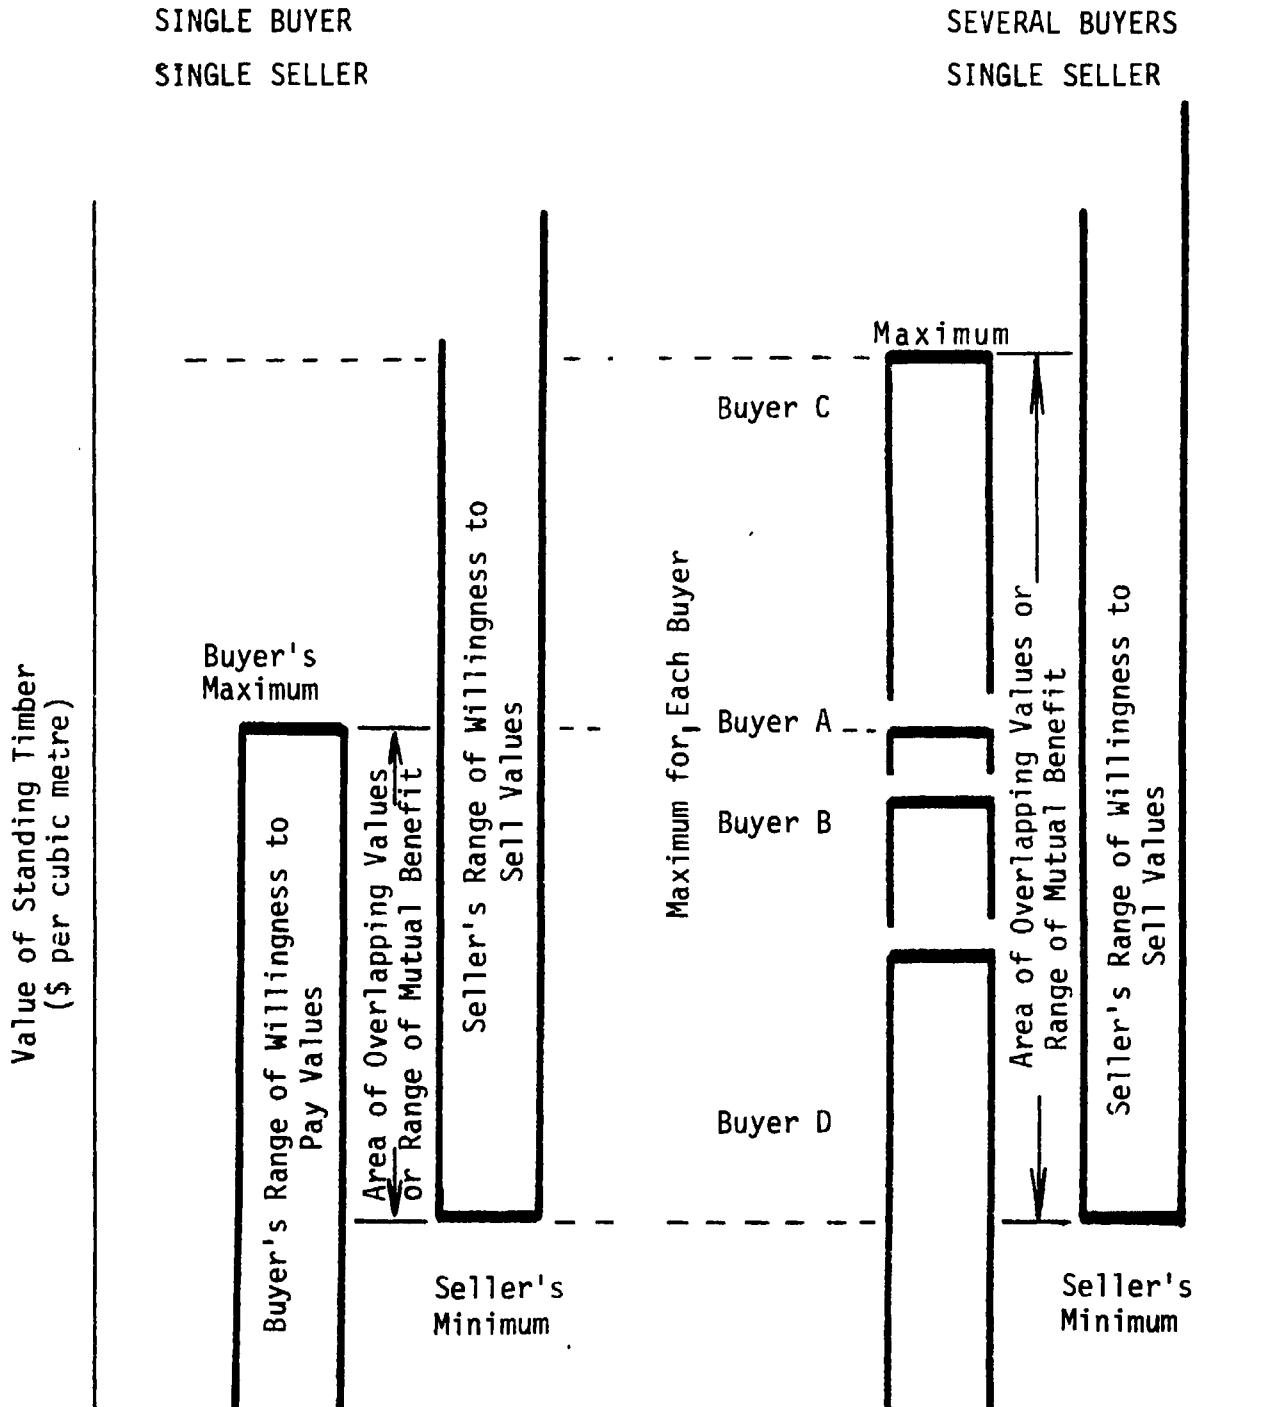 SINGLE BUYER
SINGLE SELLER
SEVERAL BUYERS
SINGLE SELLER
Value of Standing Timber
($ per cubic metre)
Buyer's
Maximum
Buyer's Range of Willingness to
Pay Values
Area of Overlapping Values
or Range of Mutual Benefit
Seller's Range of Willingness to
Sell Values
Seller's
Minimum
Maximum for Each Buyer
Maximum
Buyer C
Buyer A
Buyer B
Buyer D
Area of Overlapping Values or
Range of Mutual Benefit
Seller's Range of Willingness to
Sell Values
Seller's
Minimum